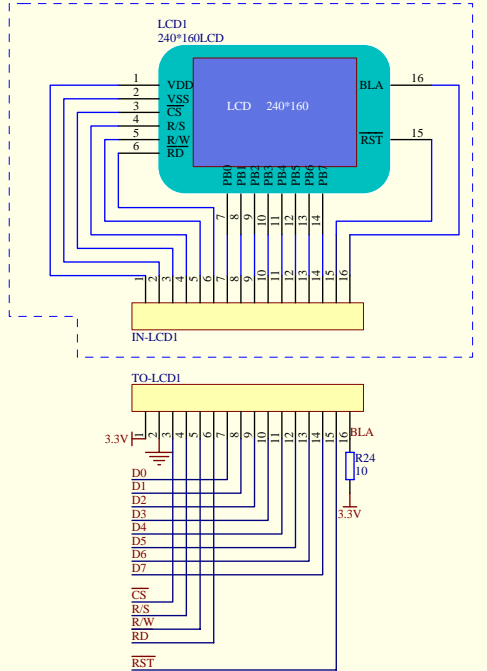 LCD1
240*160LCD
1 VDD
2 VSS
3 CS
4 R/S
5 R/W
6 RD
LCD 240*160
BLA 16
RST 15
PB0 PB1 PB2 PB3 PB4 PB5 PB6 PB7
7 8 9 10 11 12 13 14
1 2 3 4 5 6 7 8 9 10 11 12 13 14 15 16
IN-LCD1
TO-LCD1
1 2 3 4 5 6 7 8 9 10 11 12 13 14 15 16
BLA
3.3V
R24
10
3.3V
D0
D1
D2
D3
D4
D5
D6
D7
CS
R/S
R/W
RD
RST